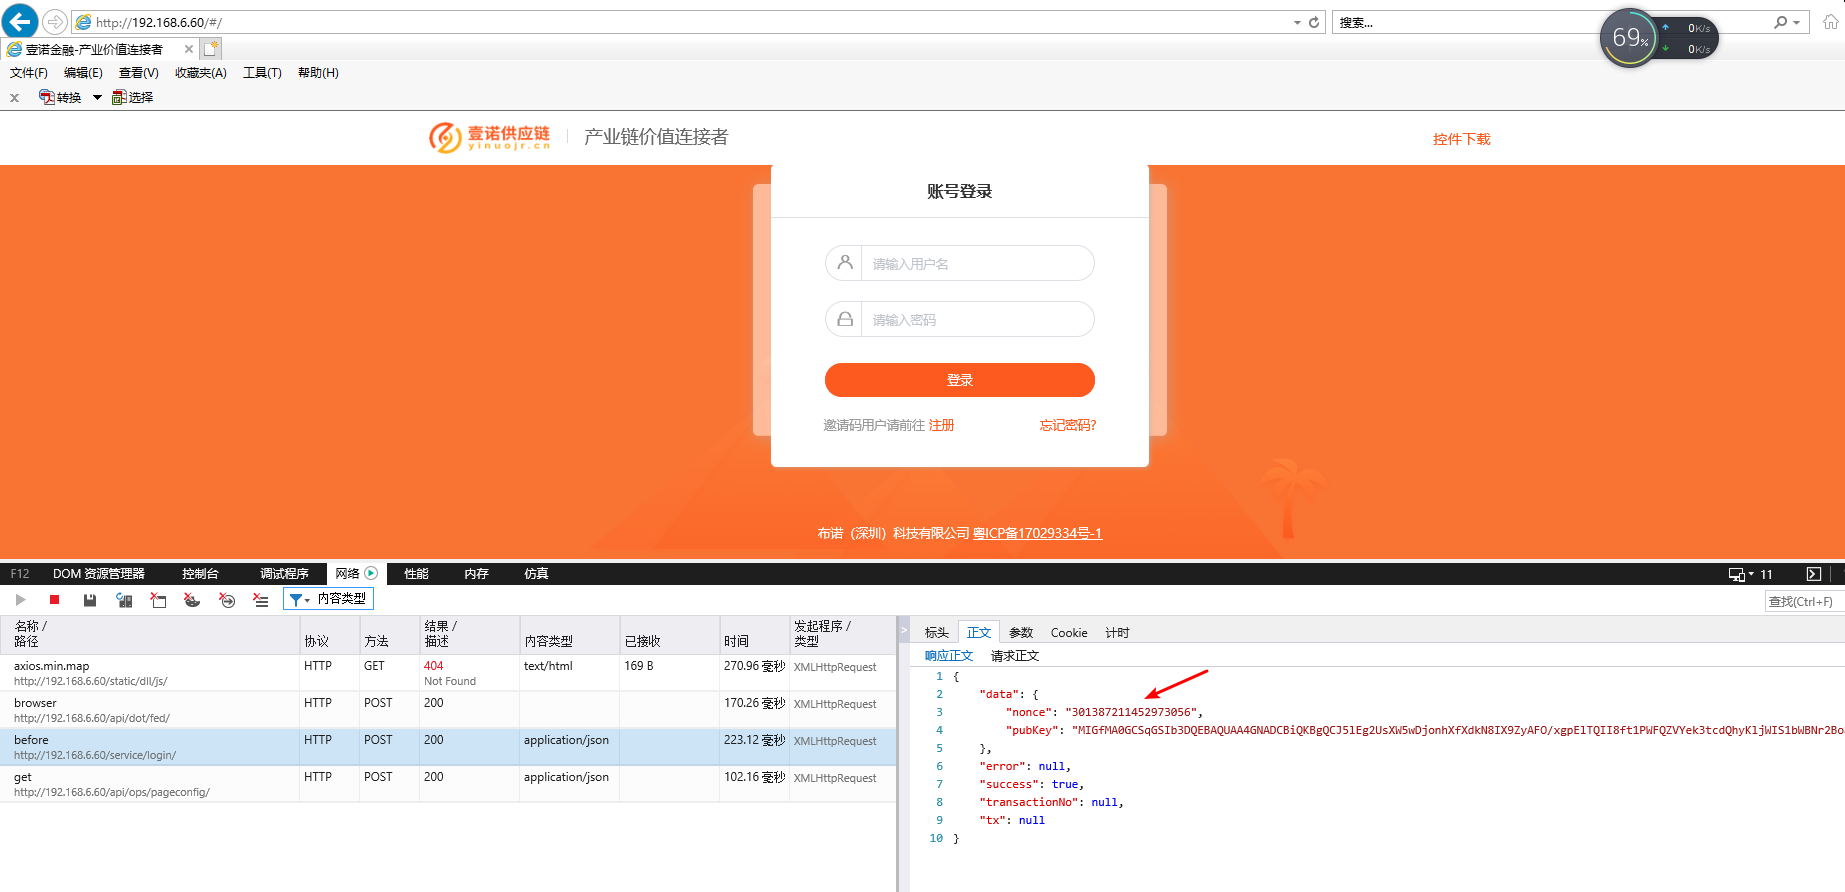 http://192.168.6.60/#/
搜索...
69%
0K/s
0K/s
壹诺金融-产业价值连接者
文件(F) 编辑(E) 查看(V) 收藏夹(A) 工具(T) 帮助(H)
x 转换 选择
壹诺供应链
yinuojr.cn
产业链价值连接者
控件下载
账号登录
请输入用户名
请输入密码
登录
邀请码用户请前往 注册
忘记密码?
布诺（深圳）科技有限公司 粤ICP备17029334号-1
F12 DOM 资源管理器 控制台 调试程序 网络 性能 内存 仿真
11
内容类型
查找(Ctrl+F)
名称 /
路径
协议
方法
结果 /
描述
内容类型
已接收
时间
发起程序 /
类型
axios.min.map HTTP GET 404 text/html 169 B 270.96 毫秒 XMLHttpRequest
http://192.168.6.60/static/dll/js/ Not Found
browser HTTP POST 200 170.26 毫秒 XMLHttpRequest
http://192.168.6.60/api/dot/fed/
before HTTP POST 200 application/json 223.12 毫秒 XMLHttpRequest
http://192.168.6.60/service/login/
get HTTP POST 200 application/json 102.16 毫秒 XMLHttpRequest
http://192.168.6.60/api/ops/pageconfig/
标头 正文 参数 Cookie 计时
响应正文 请求正文
1 {
2 "data": {
3 "nonce": "301387211452973056",
4 "pubKey": "MIGfMA0GCSqGSIb3DQEBAQUAA4GNADCBiQKBgQCJ5lEg2UsXW5wDjonhXfXdkN8IX9ZyAFO/xgpElTQII8ft1PWFQZVYek3tcdQhyKljWIS1bWBNr2Bo
5 },
6 "error": null,
7 "success": true,
8 "transactionNo": null,
9 "tx": null
10 }